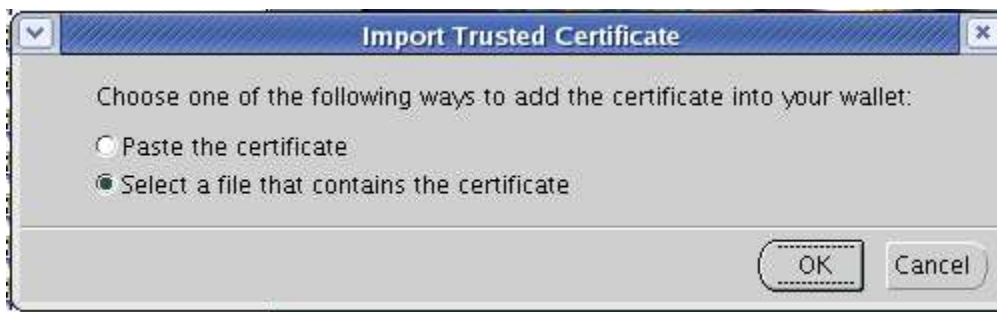 Import Trusted Certificate
Choose one of the following ways to add the certificate into your wallet:
Paste the certificate
Select a file that contains the certificate
OK Cancel